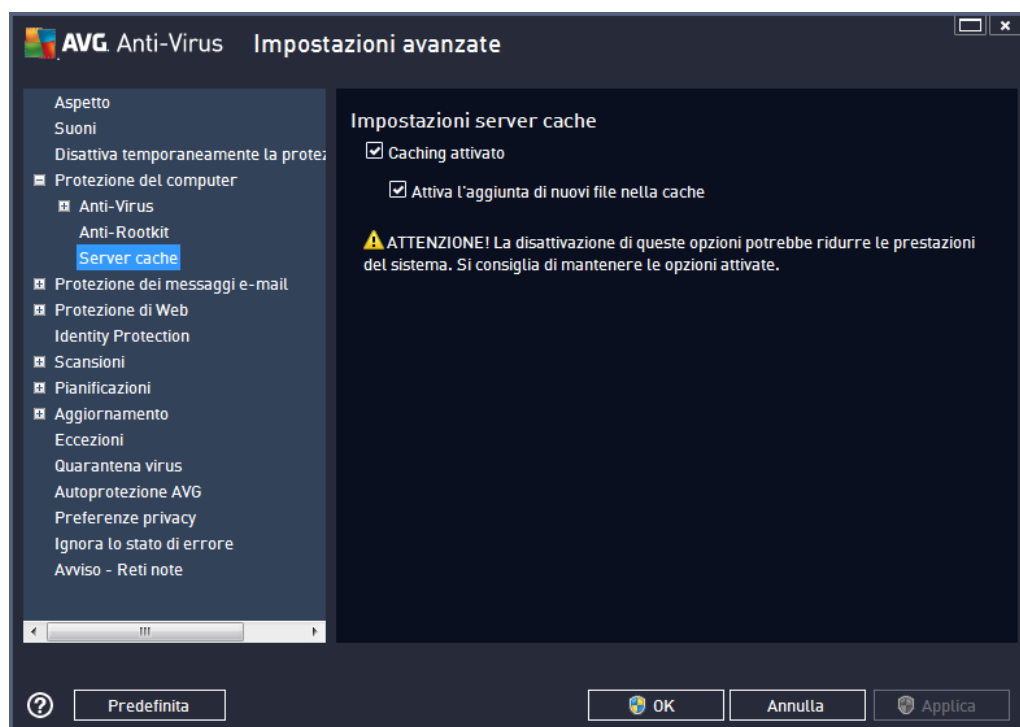 AVG. Anti-Virus Impostazioni avanzate
Aspetto
Suoni
Disattiva temporaneamente la protez
Protezione del computer
Anti-Virus
Anti-Rootkit
Server cache
Protezione dei messaggi e-mail
Protezione di Web
Identity Protection
Scansioni
Pianificazioni
Aggiornamento
Eccezioni
Quarantena virus
Autoprotezione AVG
Preferenze privacy
Ignora lo stato di errore
Avviso - Reti note
Impostazioni server cache
Caching attivato
Attiva l'aggiunta di nuovi file nella cache
ATTENZIONE! La disattivazione di queste opzioni potrebbe ridurre le prestazioni
del sistema. Si consiglia di mantenere le opzioni attivate.
Predefinita
OK
Annulla
Applica